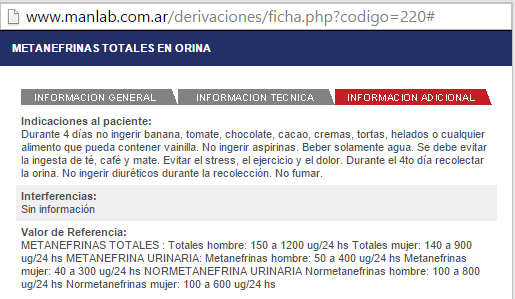 www.manlab.com.ar/derivaciones/ficha.php?codigo=220#
METANEFRINAS TOTALES EN ORINA
INFORMACION GENERAL INFORMACION TECNICA INFORMACION ADICIONAL
Indicaciones al paciente:
Durante 4 días no ingerir banana, tomate, chocolate, cacao, cremas, tortas, helados o cualquier
alimento que pueda contener vainilla. No ingerir aspirinas. Beber solamente agua. Se debe evitar
la ingesta de té, café y mate. Evitar el stress, el ejercicio y el dolor. Durante el 4to día recolectar
la orina. No ingerir diuréticos durante la recolección. No fumar.
Interferencias:
Sin información
Valor de Referencia:
METANEFRINAS TOTALES : Totales hombre: 150 a 1200 ug/24 hs Totales mujer: 140 a 900
ug/24 hs METANEFRINA URINARIA: Metanefrinas hombre: 50 a 400 ug/24 hs Metanefrinas
mujer: 40 a 300 ug/24 hs NORMETANEFRINA URINARIA Normetanefrinas hombre: 100 a 800
ug/24 hs Normetanefrinas mujer: 100 a 600 ug/24 hs